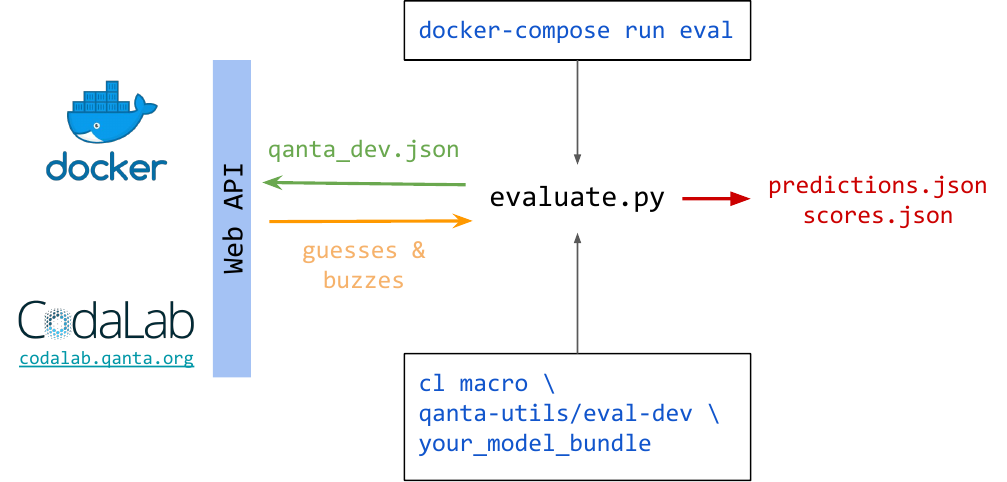 docker-compose run eval
docker
Web API
qanta_dev.json
evaluate.py
predictions.json
scores.json
guesses &
buzzes
CodaLab
codalab.qanta.org
cl macro \
qanta-utils/eval-dev \
your_model_bundle